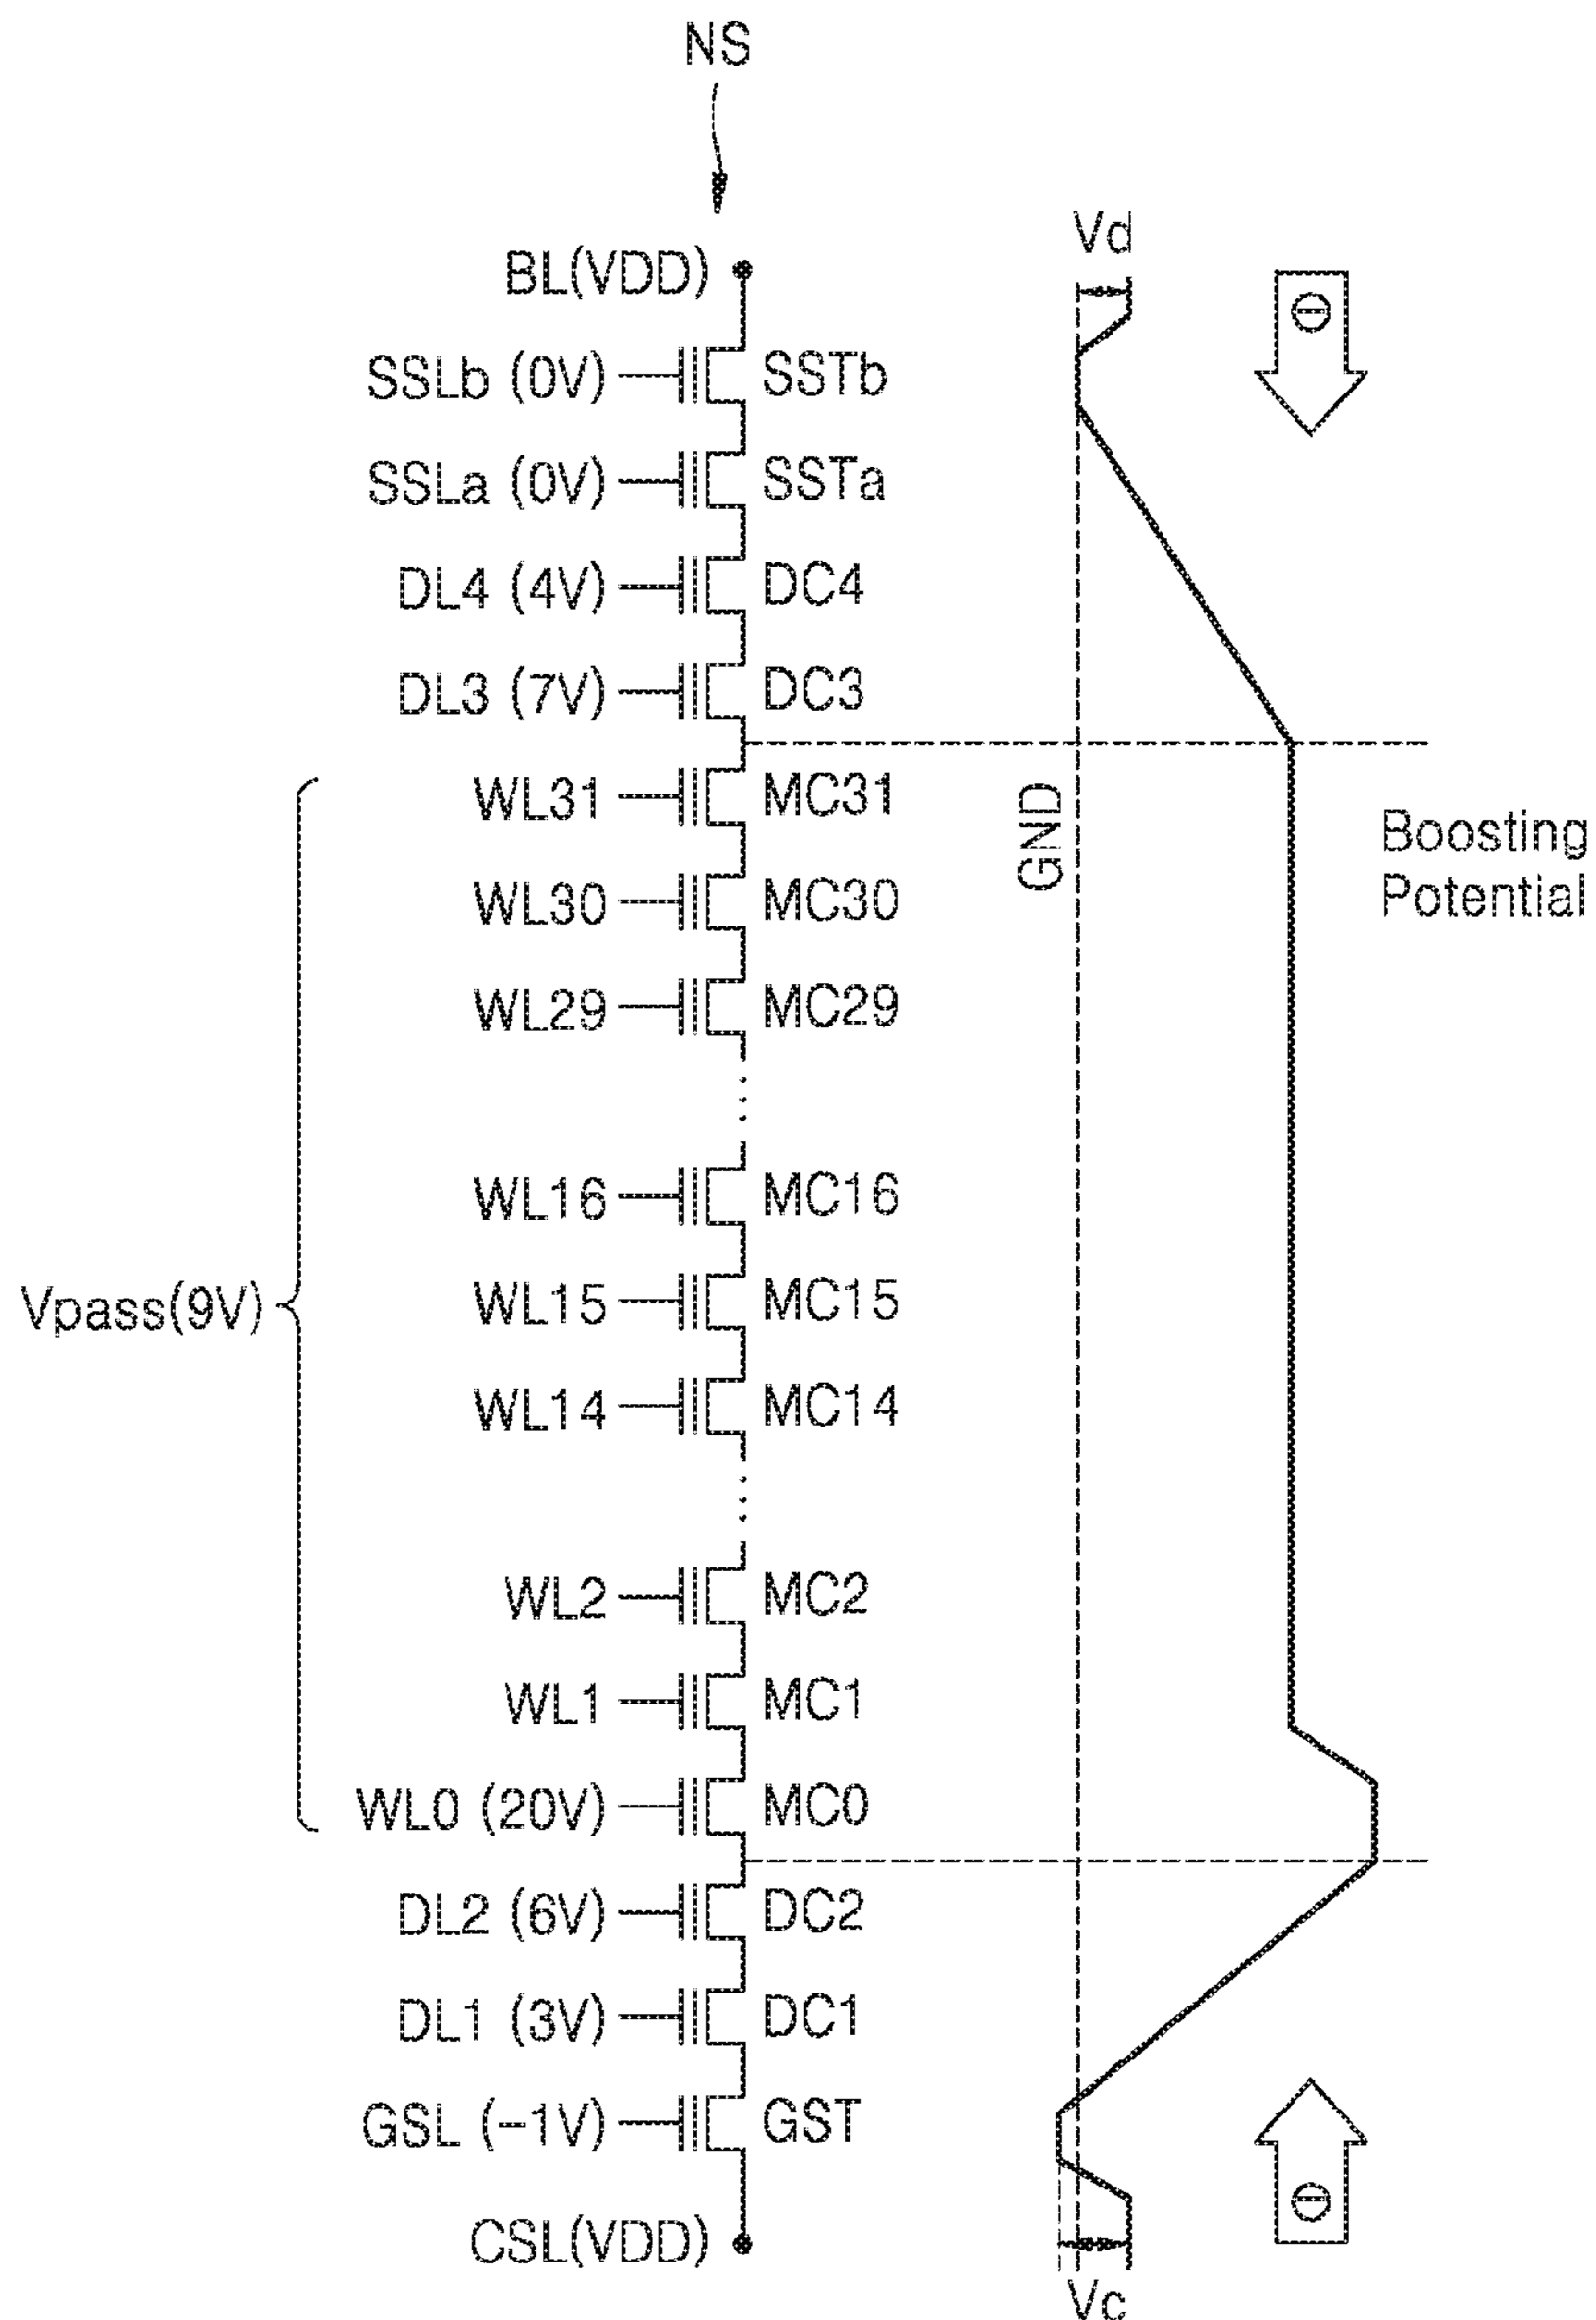 NS
Vd
BL(VDD)
⊖
SSLb (0V) SSTb
SSLa (0V) SSTa
DL4 (4V) DC4
DL3 (7V) DC3
WL31 MC31
GND
Boosting
Potential
WL30 MC30
WL29 MC29
WL16 MC16
Vpass(9V)
WL15 MC15
WL14 MC14
WL2 MC2
WL1 MC1
WL0 (20V) MC0
DL2 (6V) DC2
DL1 (3V) DC1
GSL (-1V) GST
⊖
CSL(VDD)
Vc